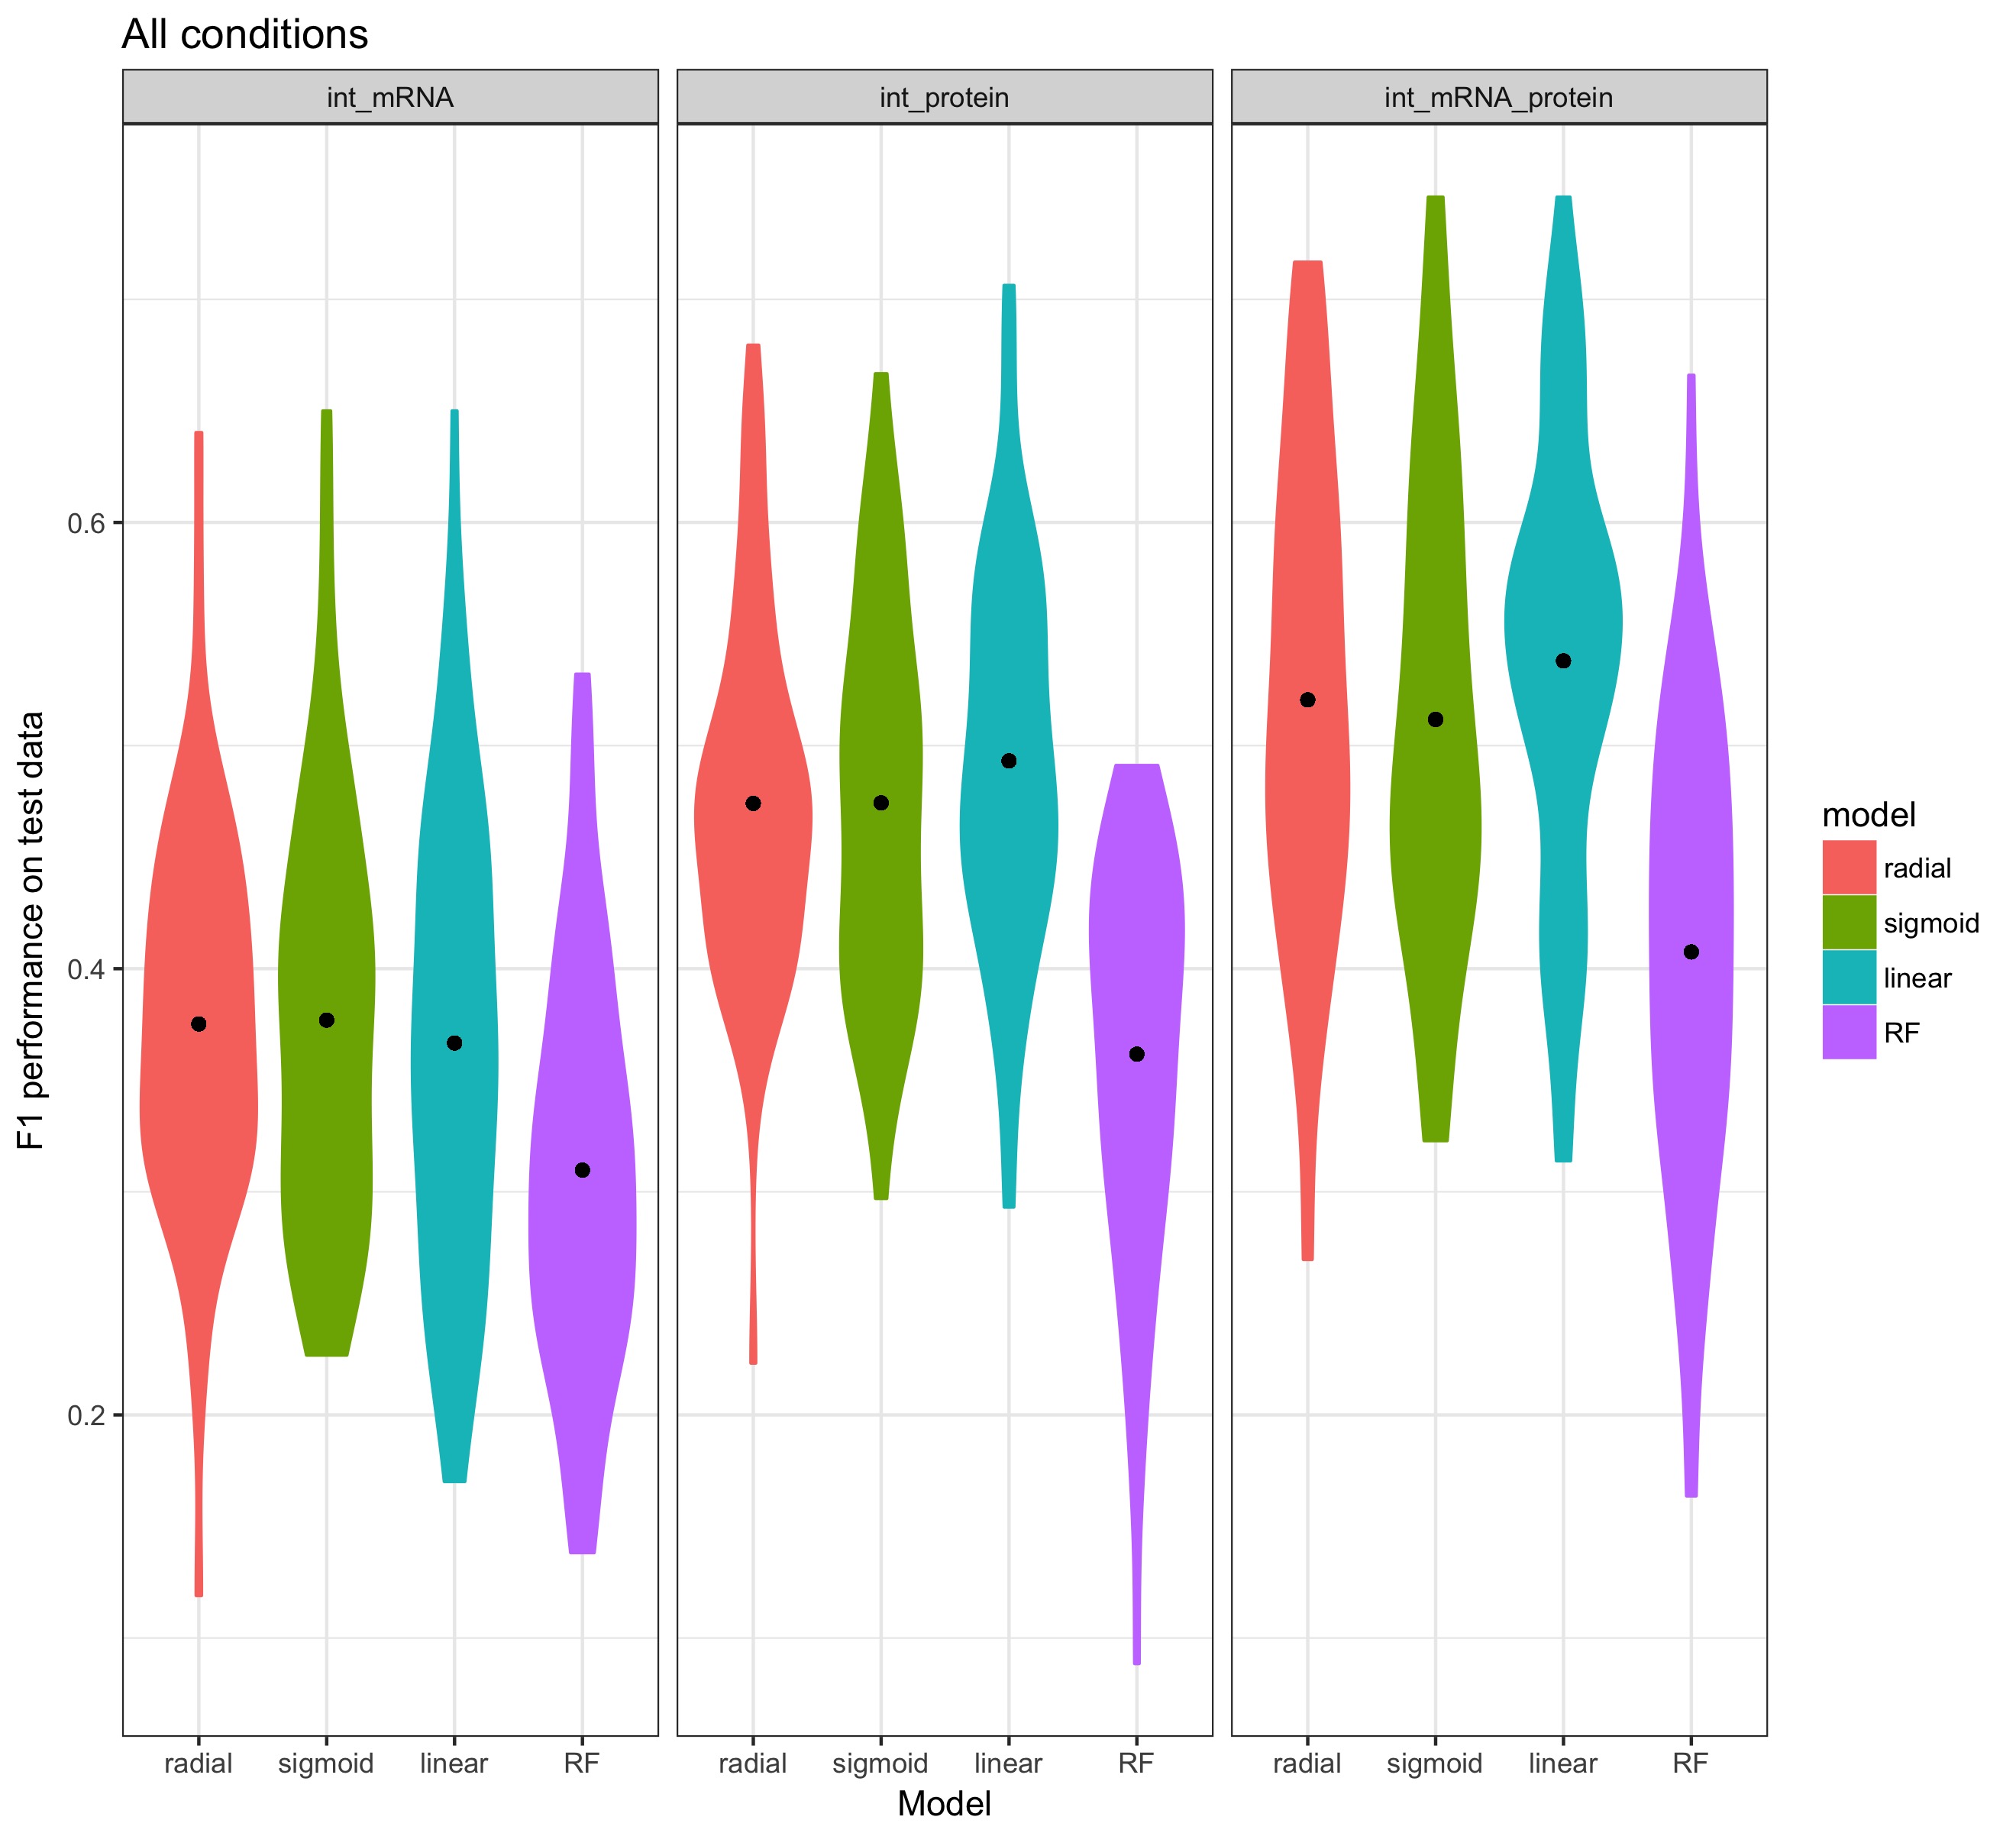 All conditions
int_mRNA
int_protein
int_mRNA_protein
F1 performance on test data
0.6
0.4
0.2
radial sigmoid linear RF
radial sigmoid linear RF
radial sigmoid linear RF
Model
model
radial
sigmoid
linear
RF